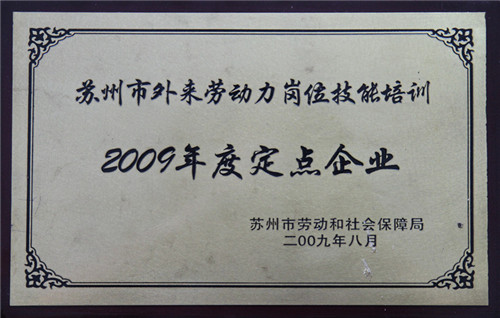 苏州市外来劳动力岗位技能培训
2009年度定点企业
苏州市劳动和社会保障局
二00九年八月